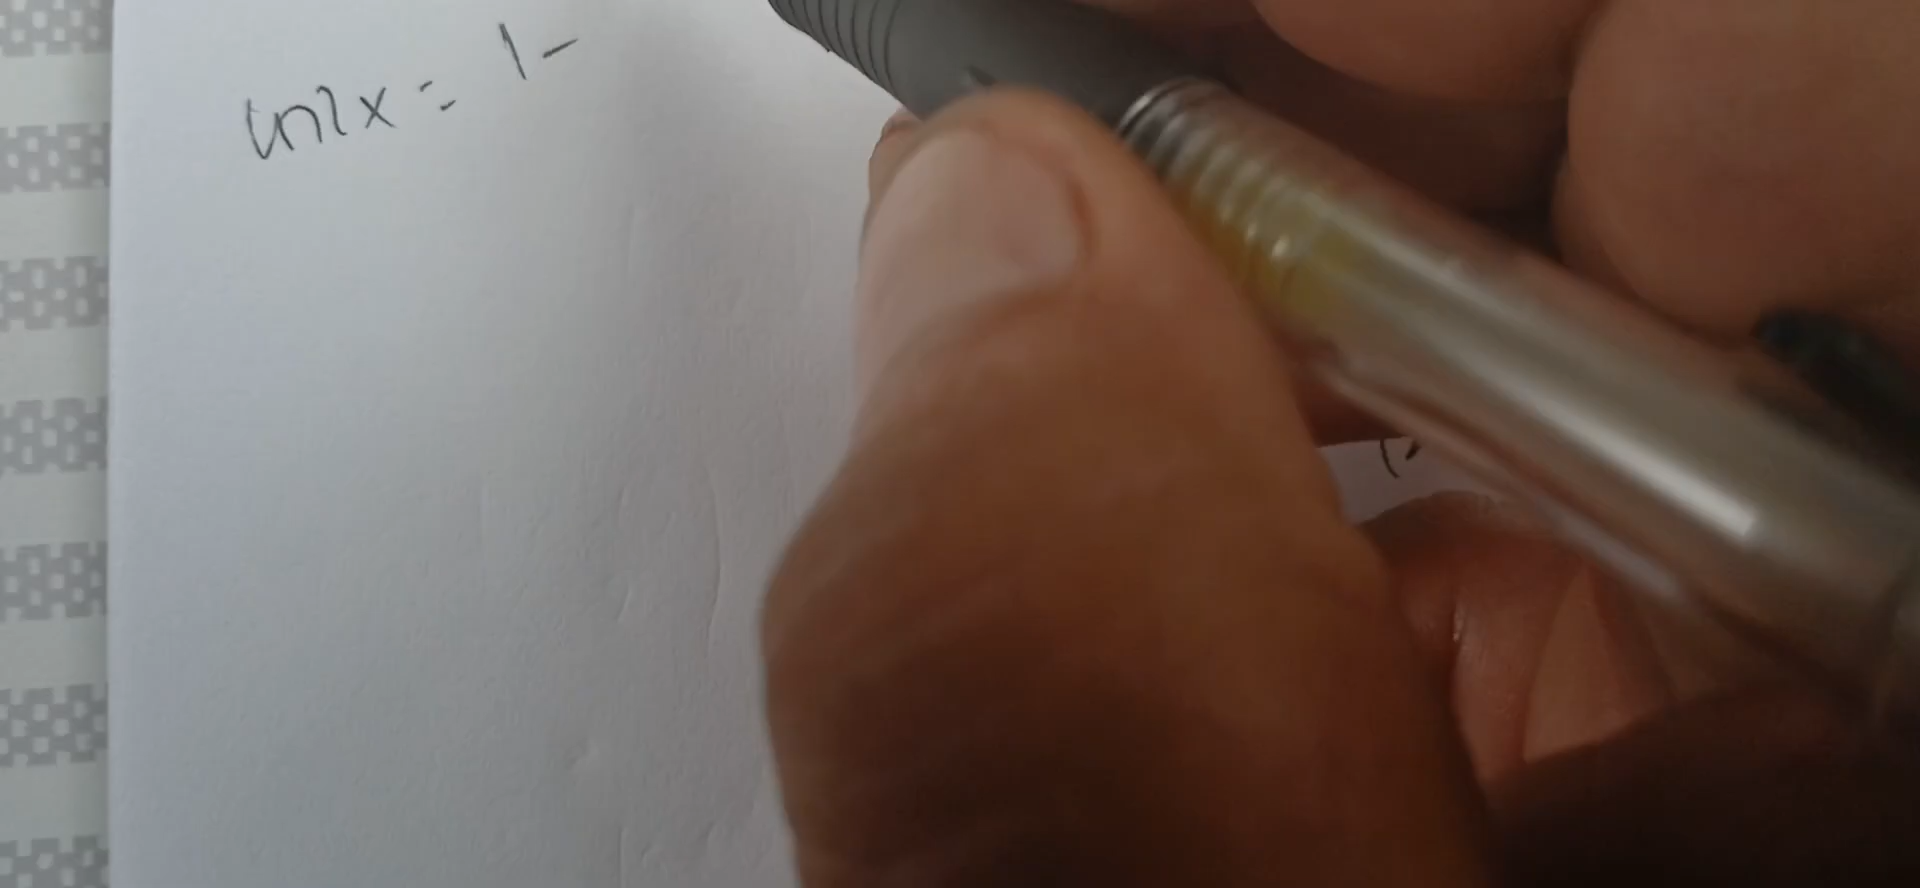 ln2x = 1 -